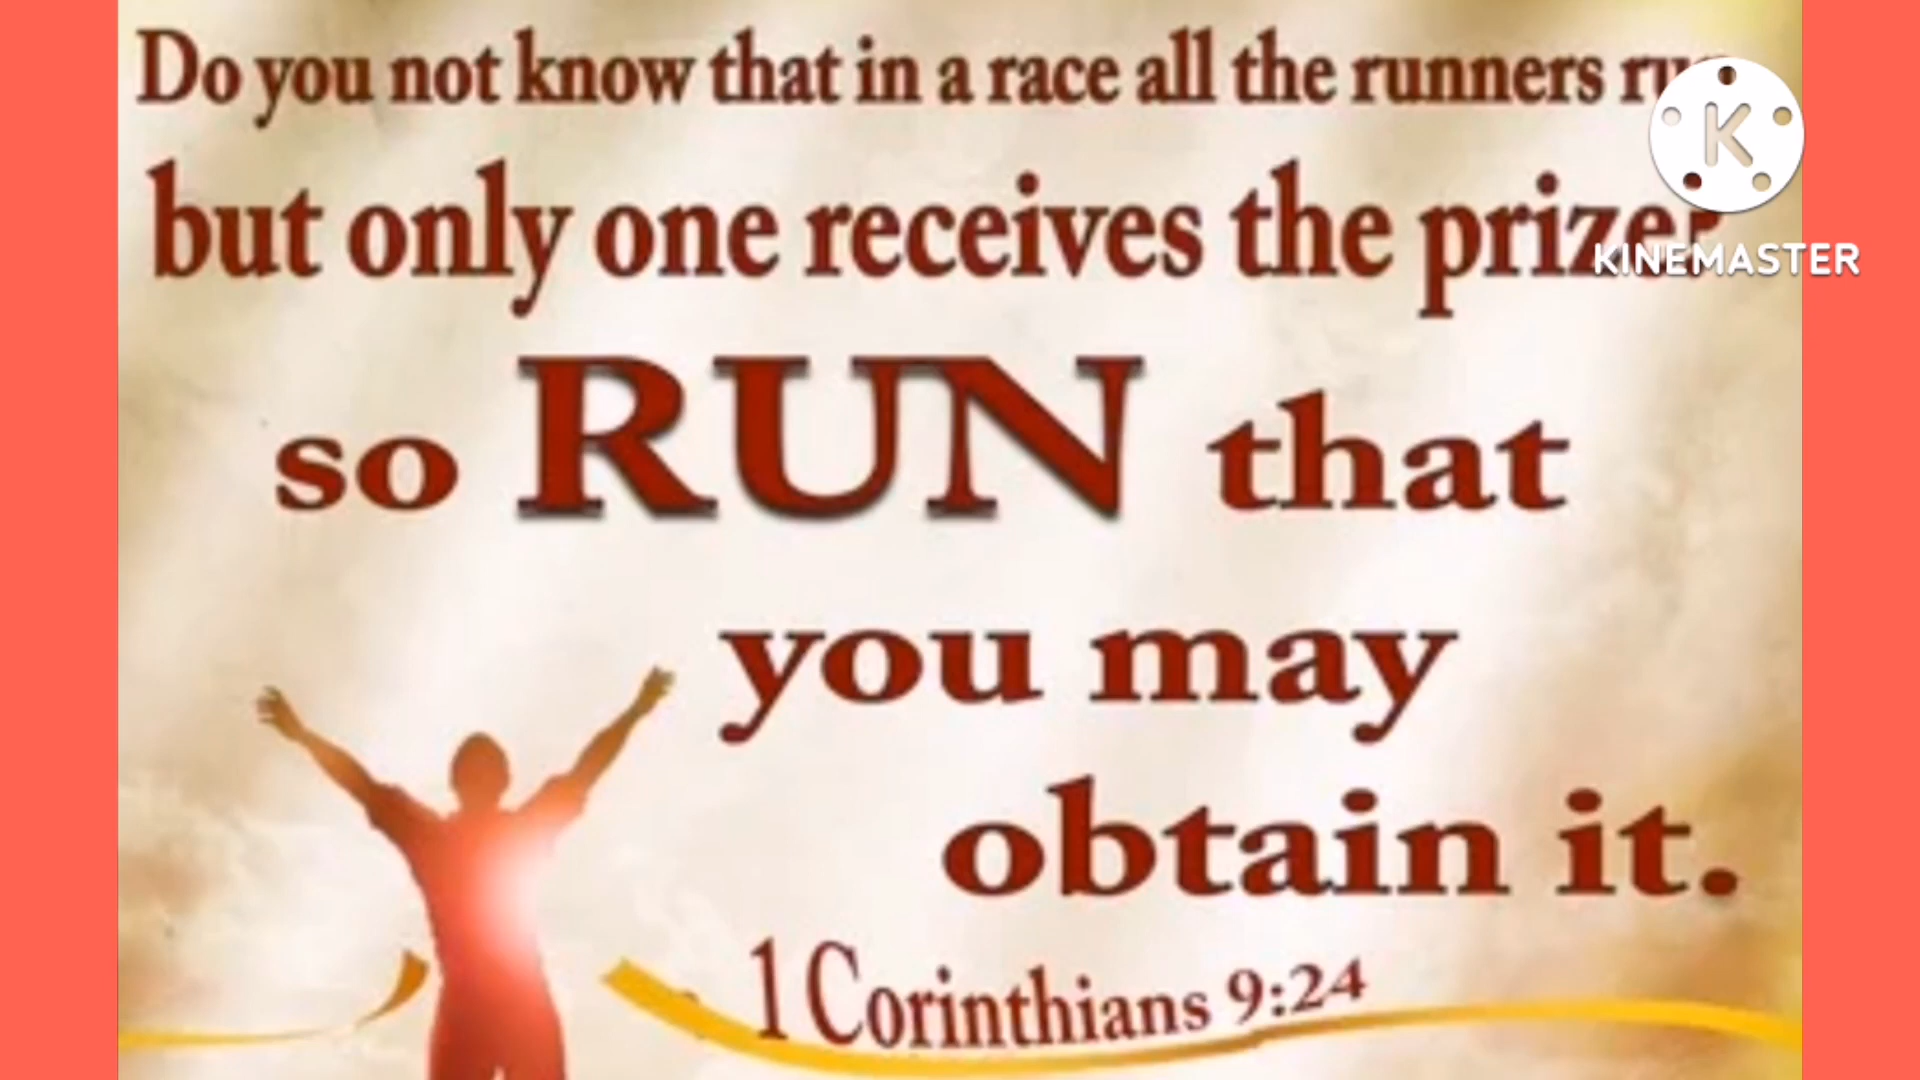 Do you not know that in a race all the runners run
but only one receives the prize?
so RUN that
you may
obtain it.
1 Corinthians 9:24
K
KINEMASTER